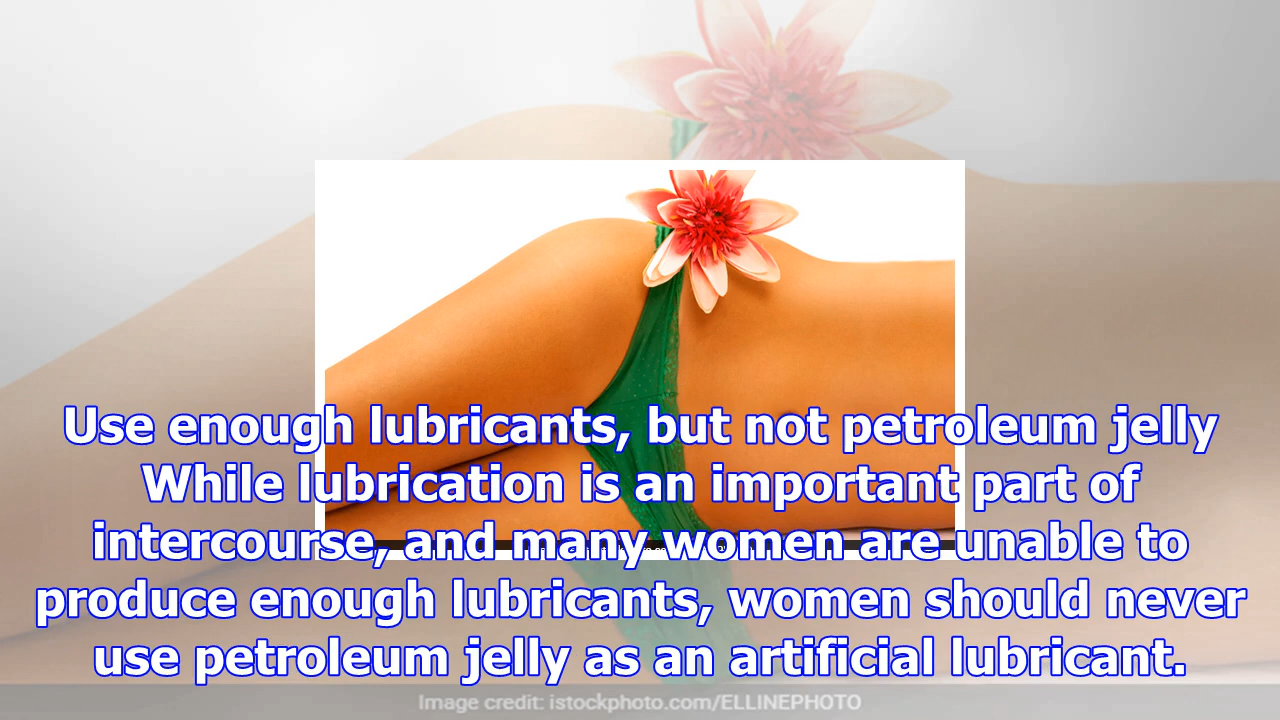 Use enough lubricants, but not petroleum jelly
While lubrication is an important part of
intercourse, and many women are unable to
produce enough lubricants, women should never
use petroleum jelly as an artificial lubricant.
Image credit: istockphoto.com/ELLINEPHOTO